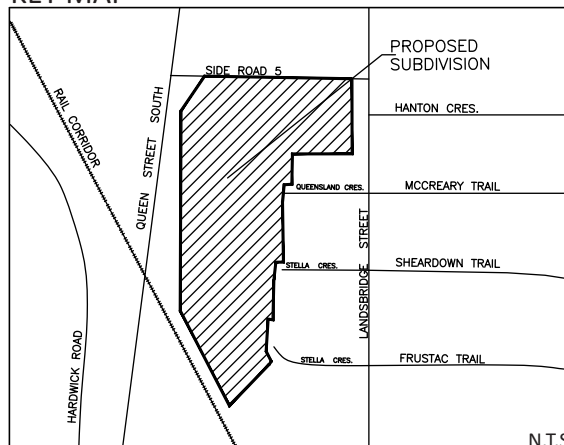 KEY MAP
PROPOSED
SUBDIVISION
SIDE ROAD 5
RAIL CORRIDOR
QUEEN STREET SOUTH
HANTON CRES.
QUEENSLAND CRES.
MCCREARY TRAIL
LANDSBRIDGE STREET
STELLA CRES.
SHEARDOWN TRAIL
HARDWICK ROAD
STELLA CRES.
FRUSTAC TRAIL
N.T.S